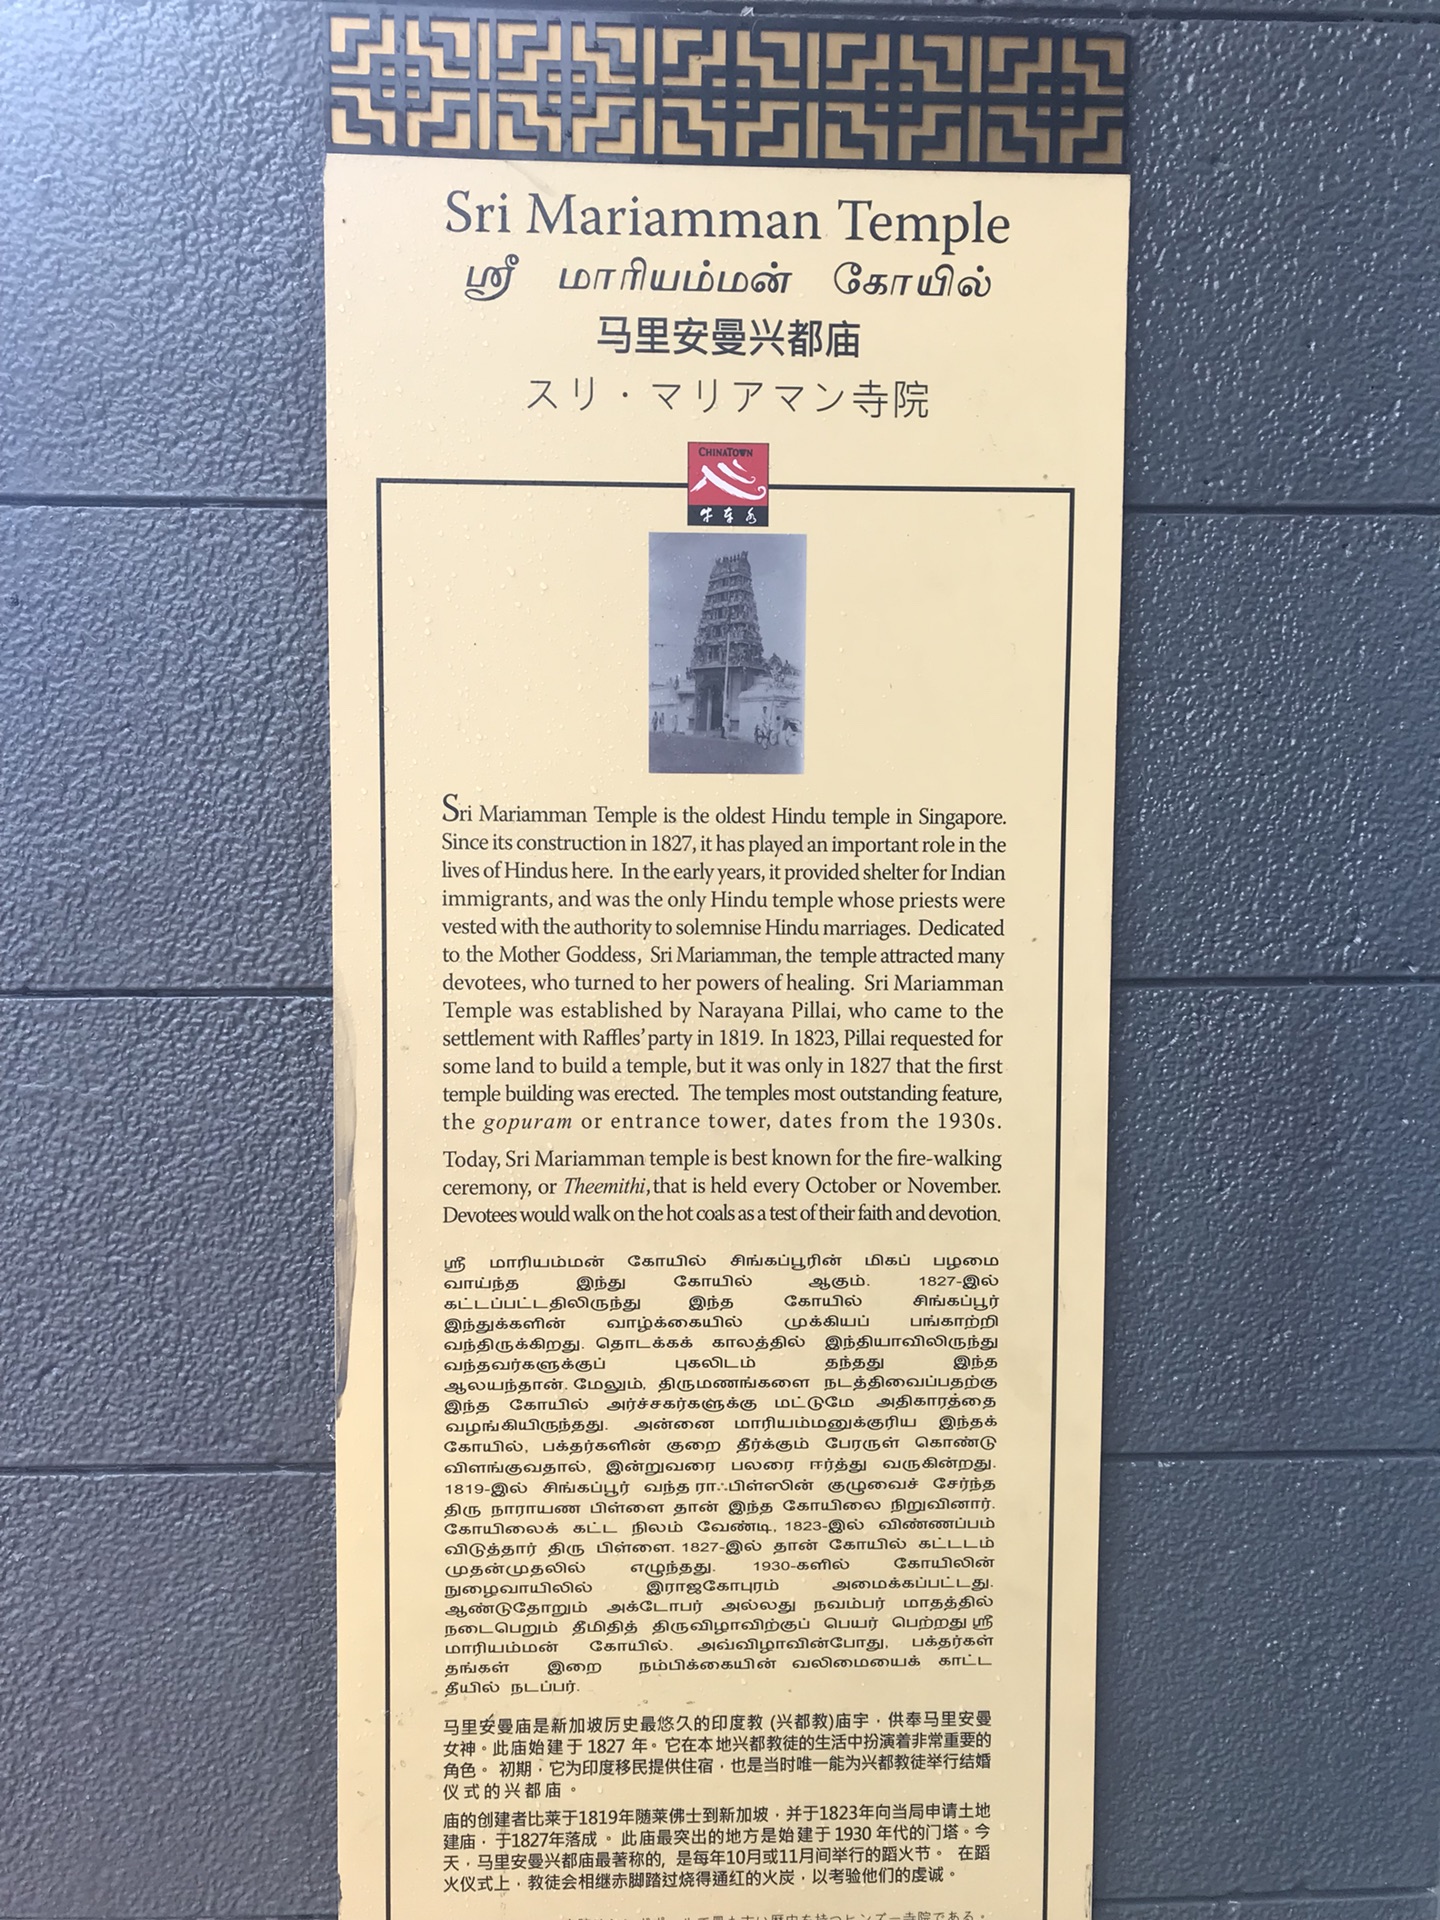 Sri Mariamman Temple
ஸ்ரீ மாரியம்மன் கோயில்
马里安曼兴都庙
スリ・マリアマン寺院
CHINATOWN
牛车水
Sri Mariamman Temple is the oldest Hindu temple in Singapore.
Since its construction in 1827, it has played an important role in the
lives of Hindus here. In the early years, it provided shelter for Indian
immigrants, and was the only Hindu temple whose priests were
vested with the authority to solemnise Hindu marriages. Dedicated
to the Mother Goddess, Sri Mariamman, the temple attracted many
devotees, who turned to her powers of healing. Sri Mariamman
Temple was established by Narayana Pillai, who came to the
settlement with Raffles' party in 1819. In 1823, Pillai requested for
some land to build a temple, but it was only in 1827 that the first
temple building was erected. The temples most outstanding feature,
the gopuram or entrance tower, dates from the 1930s.
Today, Sri Mariamman temple is best known for the fire-walking
ceremony, or Theemithi, that is held every October or November.
Devotees would walk on the hot coals as a test of their faith and devotion.
ஸ்ரீ மாரியம்மன் கோயில் சிங்கப்பூரின் மிகப் பழமை
வாய்ந்த இந்து கோயில் ஆகும். 1827-இல்
கட்டப்பட்டதிலிருந்து இந்த கோயில் சிங்கப்பூர்
இந்துக்களின் வாழ்க்கையில் முக்கியப் பங்காற்றி
வந்திருக்கிறது. தொடக்கக் காலத்தில் இந்தியாவிலிருந்து
வந்தவர்களுக்குப் புகலிடம் தந்தது இந்த
ஆலயந்தான். மேலும், திருமணங்களை நடத்திவைப்பதற்கு
இந்த கோயில் அர்ச்சகர்களுக்கு மட்டுமே அதிகாரத்தை
வழங்கியிருந்தது. அன்னை மாரியம்மனுக்குரிய இந்தக்
கோயில், பக்தர்களின் குறை தீர்க்கும் பேரருள் கொண்டு
விளங்குவதால், இன்றுவரை பலரை ஈர்த்து வருகின்றது.
1819-இல் சிங்கப்பூர் வந்த ராஃபிள்ஸின் குழுவைச் சேர்ந்த
திரு நாராயண பிள்ளை தான் இந்த கோயிலை நிறுவினார்.
கோயிலைக் கட்ட நிலம் வேண்டி, 1823-இல் விண்ணப்பம்
விடுத்தார் திரு பிள்ளை. 1827-இல் தான் கோயில் கட்டடம்
முதன்முதலில் எழுந்தது. 1930-களில் கோயிலின்
நுழைவாயிலில் இராஜகோபுரம் அமைக்கப்பட்டது.
ஆண்டுதோறும் அக்டோபர் அல்லது நவம்பர் மாதத்தில்
நடைபெறும் தீமிதித் திருவிழாவிற்குப் பெயர் பெற்றது ஸ்ரீ
மாரியம்மன் கோயில். அவ்விழாவின்போது, பக்தர்கள்
தங்கள் இறை நம்பிக்கையின் வலிமையைக் காட்ட
தீயில் நடப்பர்.
马里安曼庙是新加坡历史最悠久的印度教 (兴都教)庙宇，供奉马里安曼
女神。此庙始建于 1827 年。它在本地兴都教徒的生活中扮演着非常重要的
角色。 初期，它为印度移民提供住宿，也是当时唯一能为兴都教徒举行结婚
仪式的兴都庙。
庙的创建者比莱于1819年随莱佛士到新加坡，并于1823年向当局申请土地
建庙，于1827年落成。此庙最突出的地方是始建于 1930 年代的门塔。今
天，马里安曼兴都庙最著称的, 是每年10月或11月间举行的蹈火节。 在蹈
火仪式上，教徒会相继赤脚踏过烧得通红的火炭，以考验他们的虔诚。
も古い歴史を持つヒンズー寺院である。